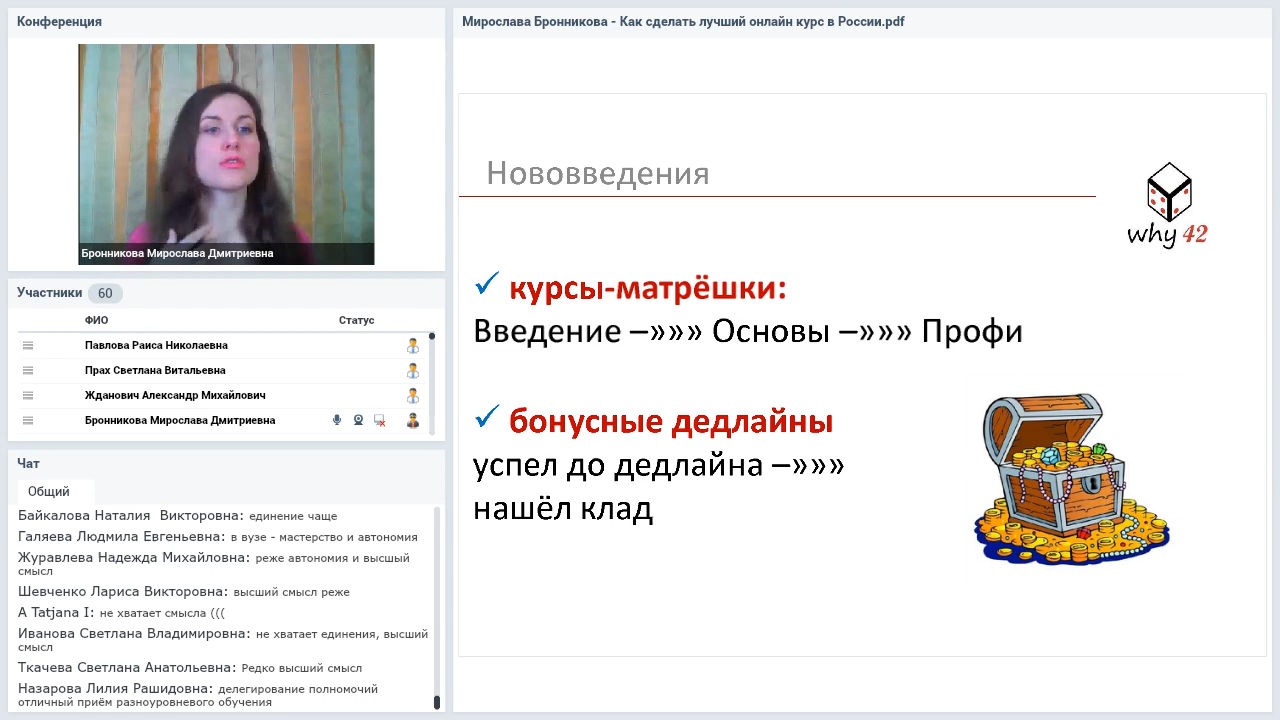 Конференция
Бронникова Мирослава Дмитриевна
Участники 60
ФИО Статус
Павлова Раиса Николаевна
Прах Светлана Витальевна
Жданович Александр Михайлович
Бронникова Мирослава Дмитриевна
Чат
Общий
Байкалова Наталия Викторовна: единение чаще
Галяева Людмила Евгеньевна: в вузе - мастерство и автономия
Журавлева Надежда Михайловна: реже автономия и высший
смысл
Шевченко Лариса Викторовна: высший смысл реже
A Tatjana I: не хватает смысла (((
Иванова Светлана Владимировна: не хватает единения, высший
смысл
Ткачева Светлана Анатольевна: Редко высший смысл
Назарова Лилия Рашидовна: делегирование полномочий
отличный приём разноуровневого обучения
Мирослава Бронникова - Как сделать лучший онлайн курс в России.pdf
Нововведения
why 42
✓ курсы-матрёшки:
Введение –»»» Основы –»»» Профи
✓ бонусные дедлайны
успел до дедлайна –»»»
нашёл клад